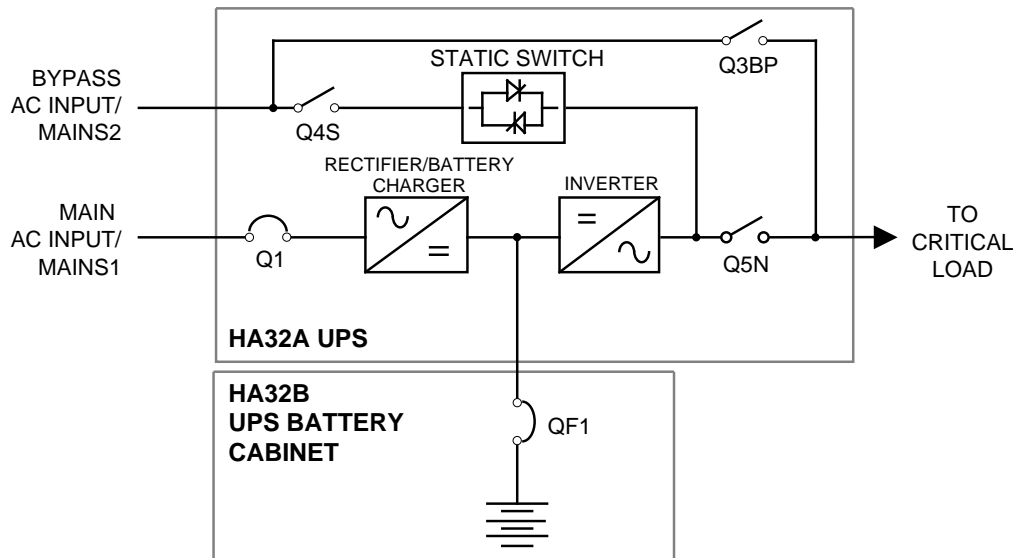 BYPASS
AC INPUT/
MAINS2
STATIC SWITCH
Q3BP
Q4S
RECTIFIER/BATTERY
CHARGER
INVERTER
MAIN
AC INPUT/
MAINS1
Q1
Q5N
TO
CRITICAL
LOAD
HA32A UPS
HA32B
UPS BATTERY
CABINET
QF1